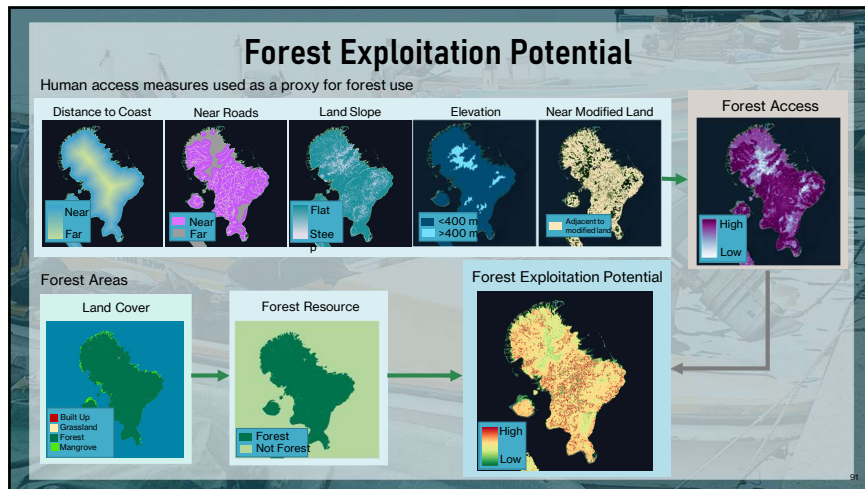 Forest Exploitation Potential
Human access measures used as a proxy for forest use
Distance to Coast
Near
Far
Near Roads
Near
Far
Land Slope
Flat
Stee
p
Elevation
<400 m
>400 m
Near Modified Land
Adjacent to
modified land
Forest Access
High
Low
Forest Areas
Land Cover
Built Up
Grassland
Forest
Mangrove
Forest Resource
Forest
Not Forest
Forest Exploitation Potential
High
Low
91